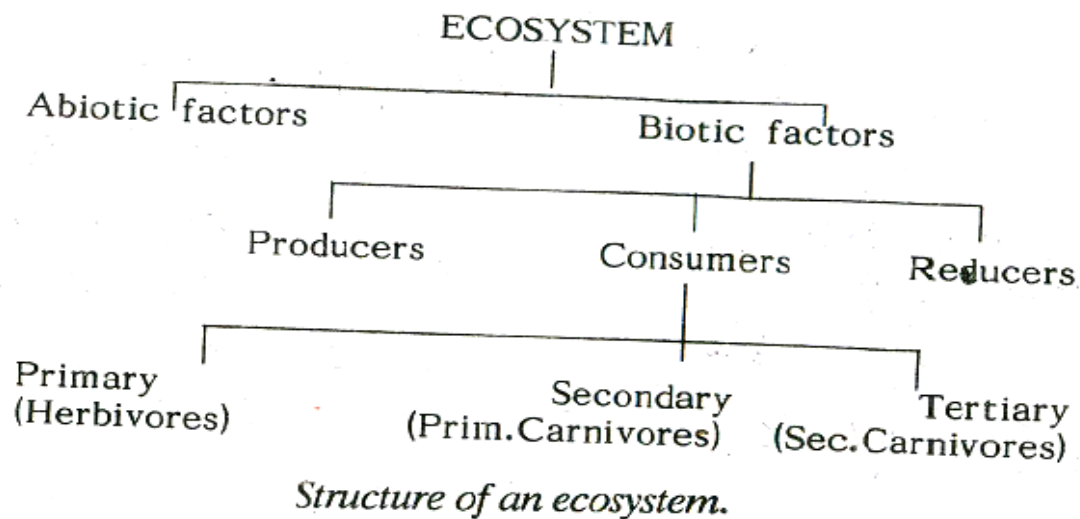 ECOSYSTEM
Abiotic factors
Biotic factors
Producers
Consumers
Reducers
Primary
(Herbivores)
Secondary
(Prim.Carnivores)
Tertiary
(Sec.Carnivores)
Structure of an ecosystem.